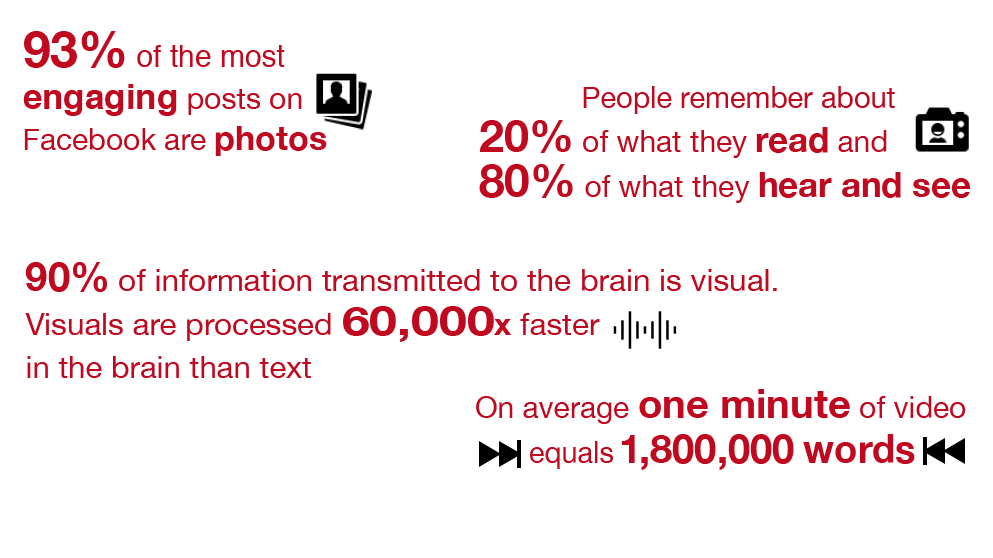 93% of the most
engaging posts on
Facebook are photos
People remember about
20% of what they read and
80% of what they hear and see
90% of information transmitted to the brain is visual.
Visuals are processed 60,000x faster
in the brain than text
On average one minute of video
equals 1,800,000 words